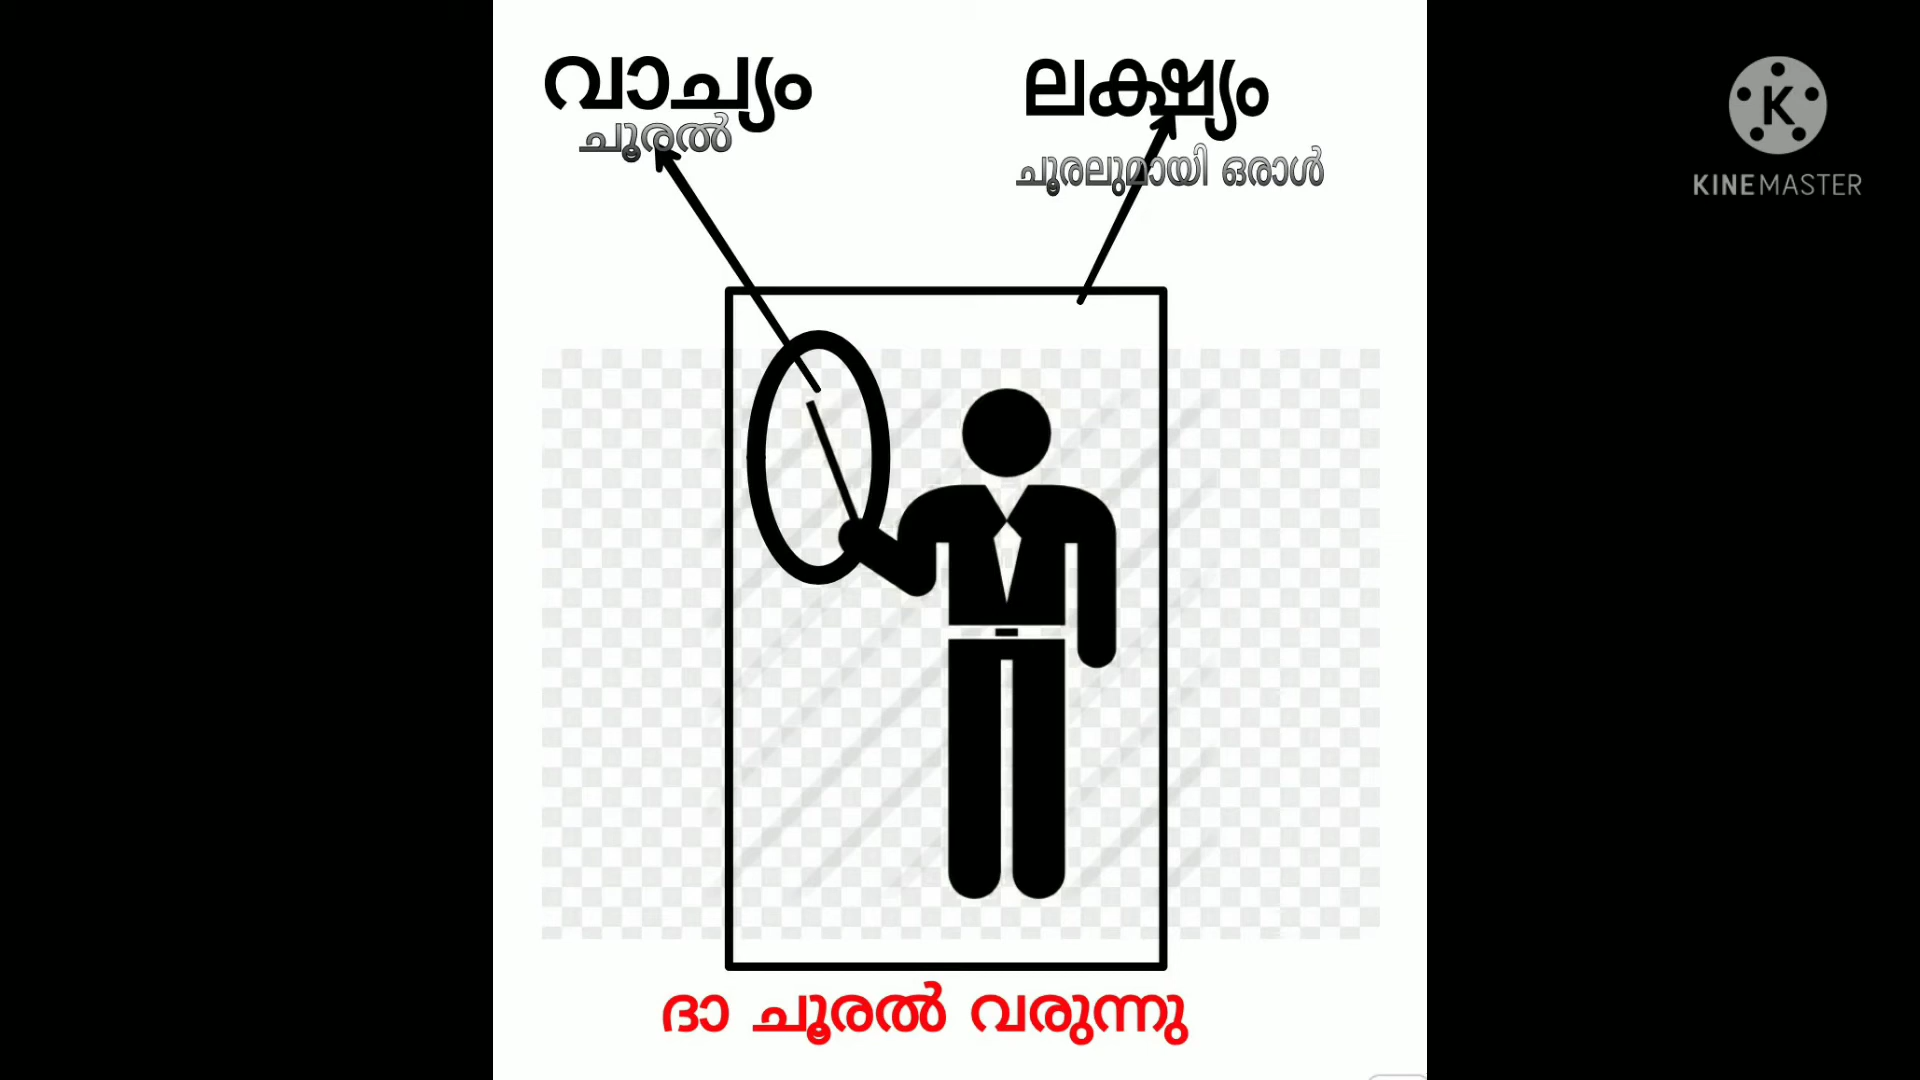 വാച്യം
ചൂരൽ
ലക്ഷ്യം
ചൂരലുമായി ഒരാൾ
K
KINEMASTER
ദാ ചൂരൽ വരുന്നു